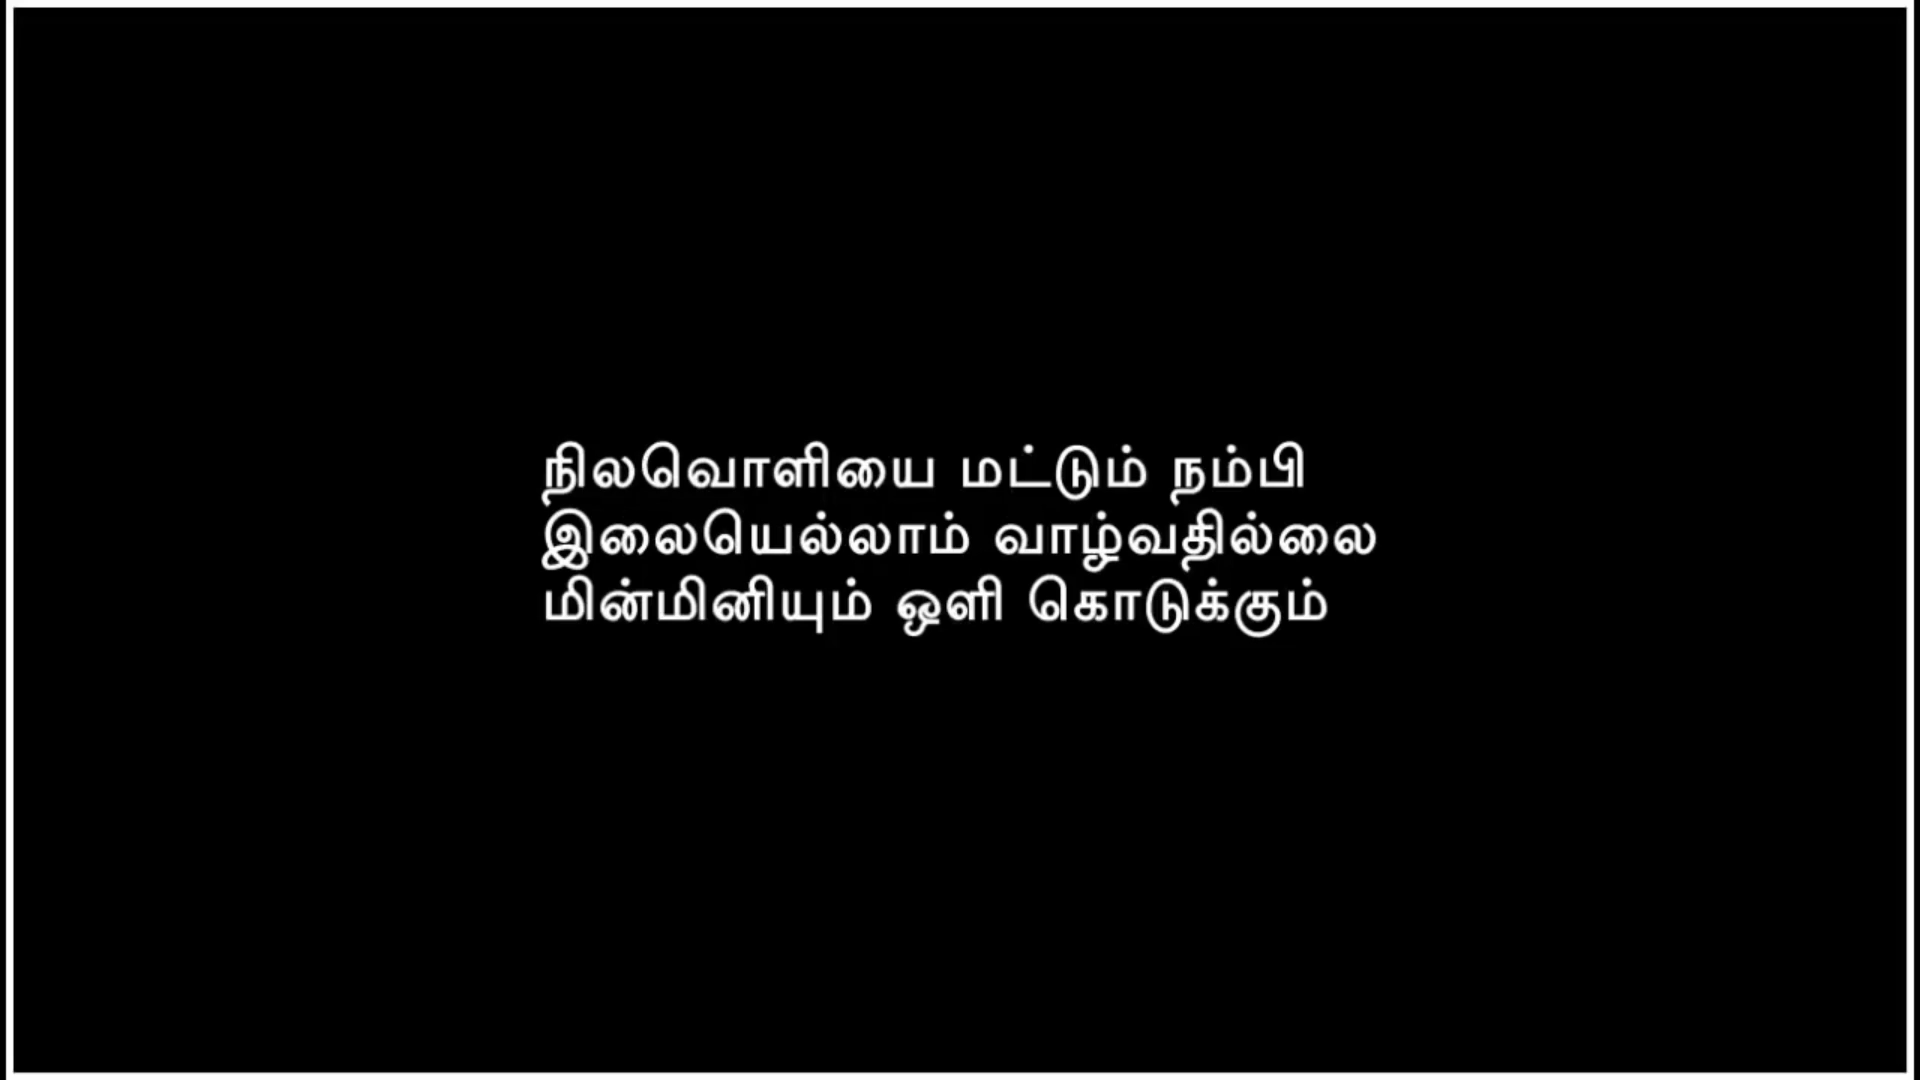 நிலவொளியை மட்டும் நம்பி
இலையெல்லாம் வாழ்வதில்லை
மின்மினியும் ஒளி கொடுக்கும்